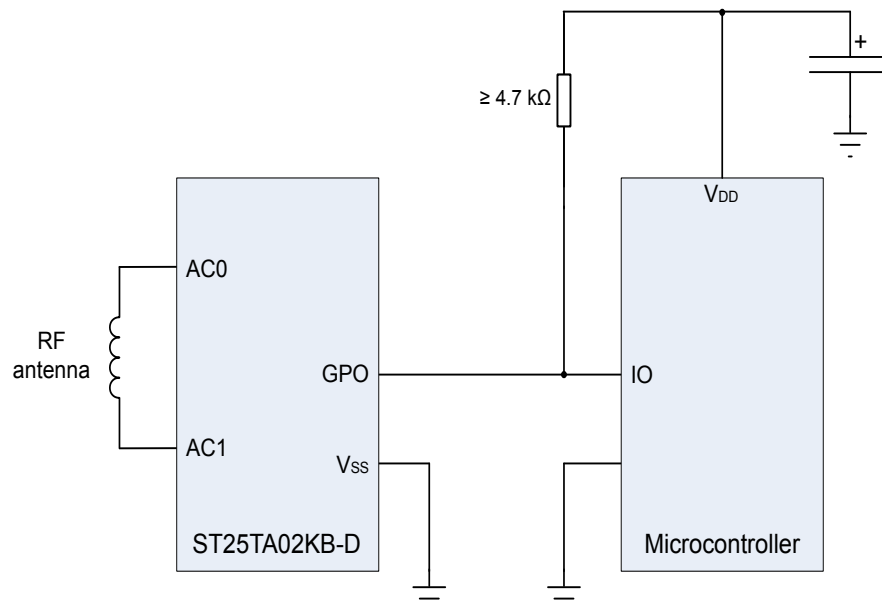 +
≥ 4.7 kΩ
VDD
AC0
RF
antenna
GPO
IO
AC1
VSS
ST25TA02KB-D
Microcontroller